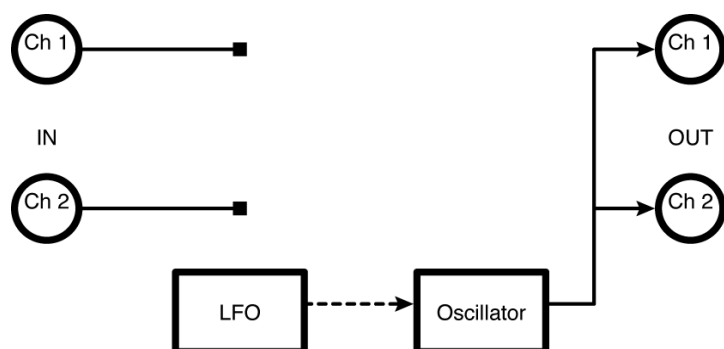 Ch 1
Ch 1
IN
OUT
Ch 2
Ch 2
LFO
Oscillator